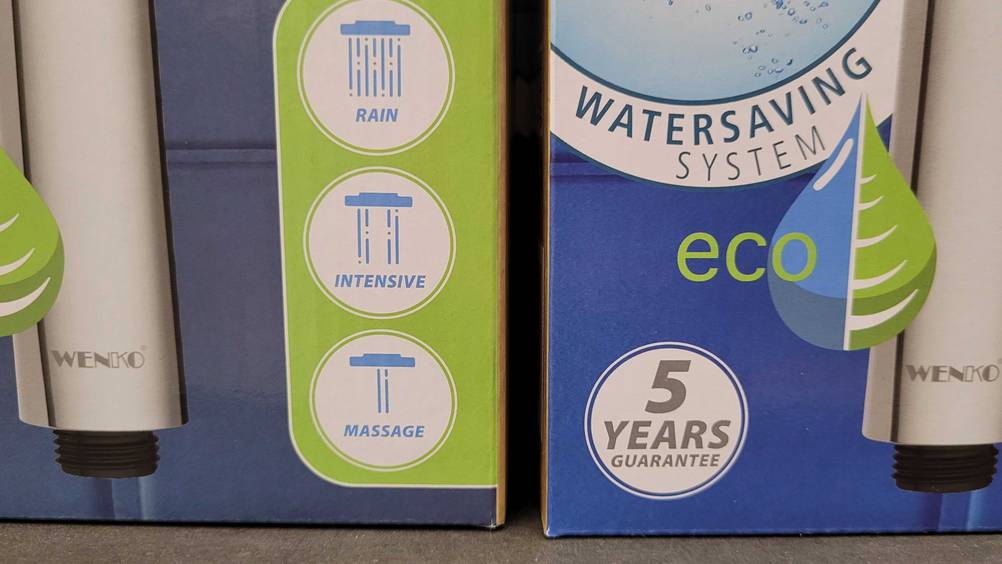 RAIN
INTENSIVE
MASSAGE
WENKO®
WATERSAVING
SYSTEM
eco
5
YEARS
GUARANTEE
WENKO